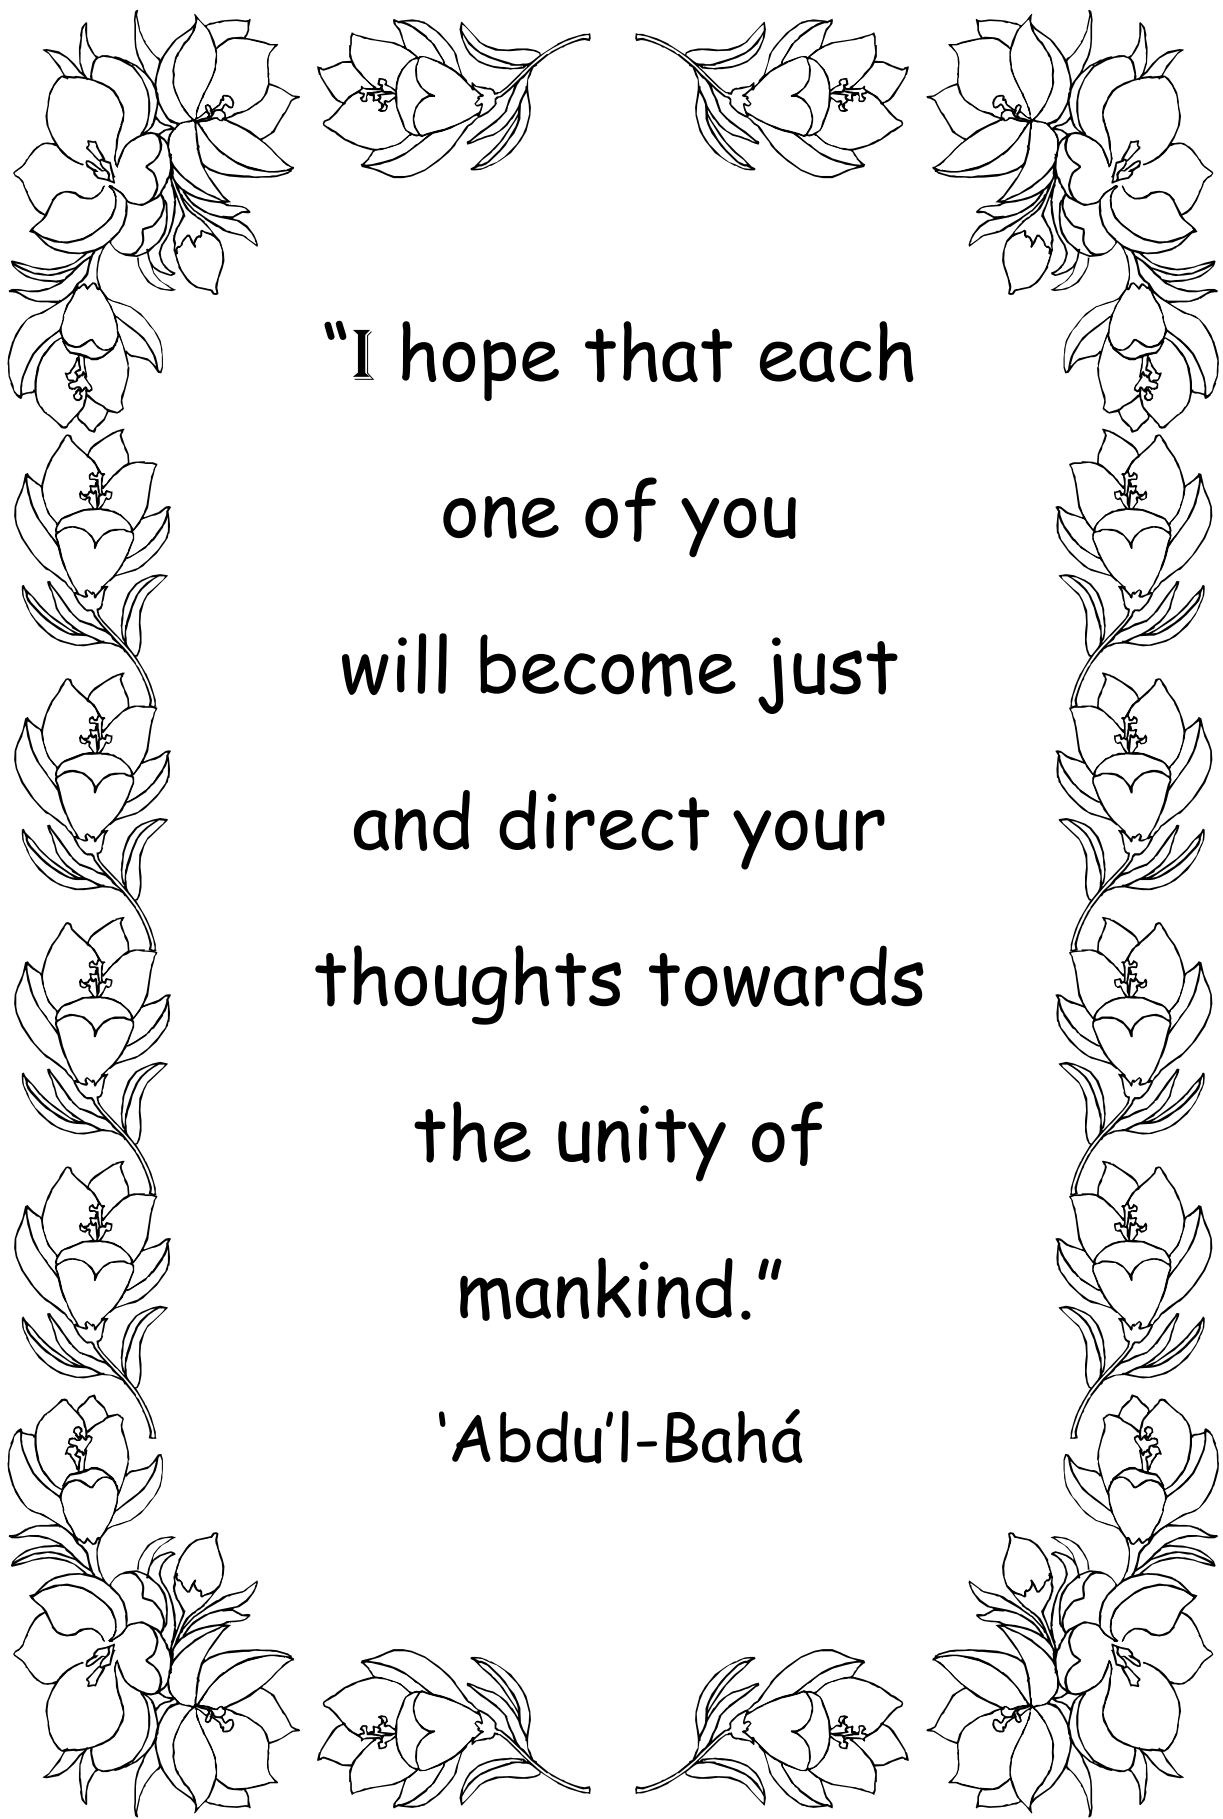 “I hope that each
one of you
will become just
and direct your
thoughts towards
the unity of
mankind.”
‘Abdu’l-Bahá